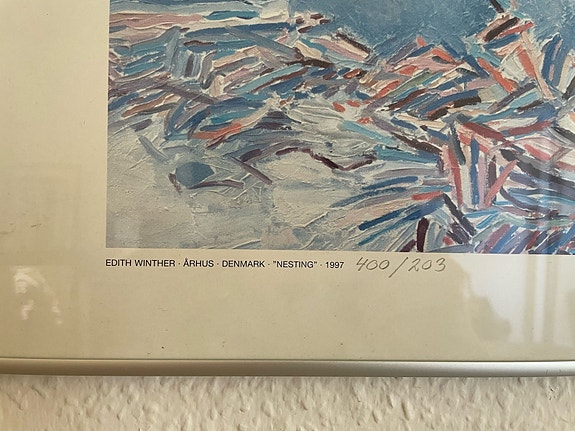 EDITH WINTHER · ÅRHUS · DENMARK · "NESTING" · 1997 400/203